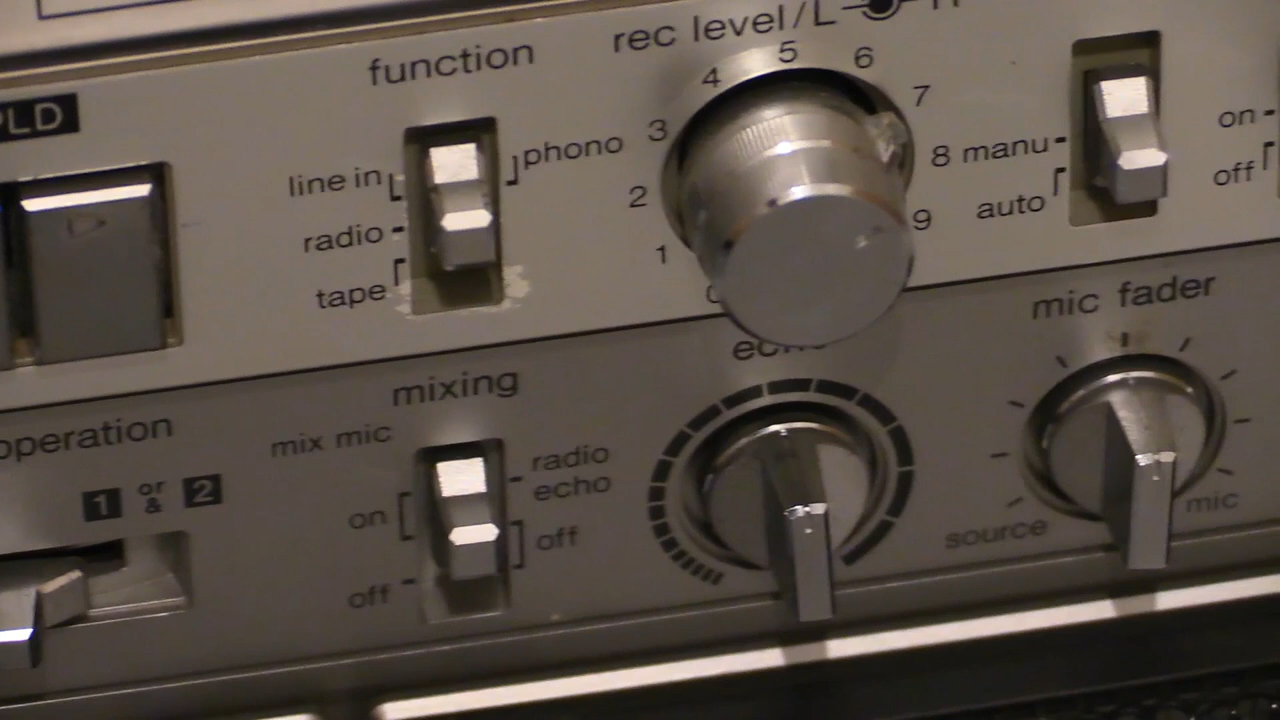 function
rec level/L
PLD
line in
phono
radio
tape
1
2
3
4
5
6
7
8
9
manu
auto
on
off
operation
1 or & 2
mixing
mix mic
radio
echo
on
off
off
echo
mic fader
source
mic